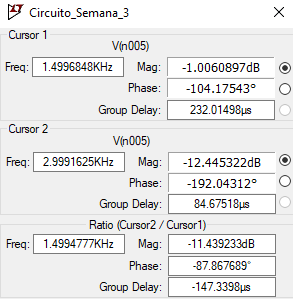 Circuito_Semana_3
Cursor 1
V(n005)
Freq: 1.4996848KHz Mag: -1.0060897dB
Phase: -104.17543°
Group Delay: 232.01498µs
Cursor 2
V(n005)
Freq: 2.9991625KHz Mag: -12.445322dB
Phase: -192.04312°
Group Delay: 84.67518µs
Ratio (Cursor2 / Cursor1)
Freq: 1.4994777KHz Mag: -11.439233dB
Phase: -87.867689°
Group Delay: -147.3398µs